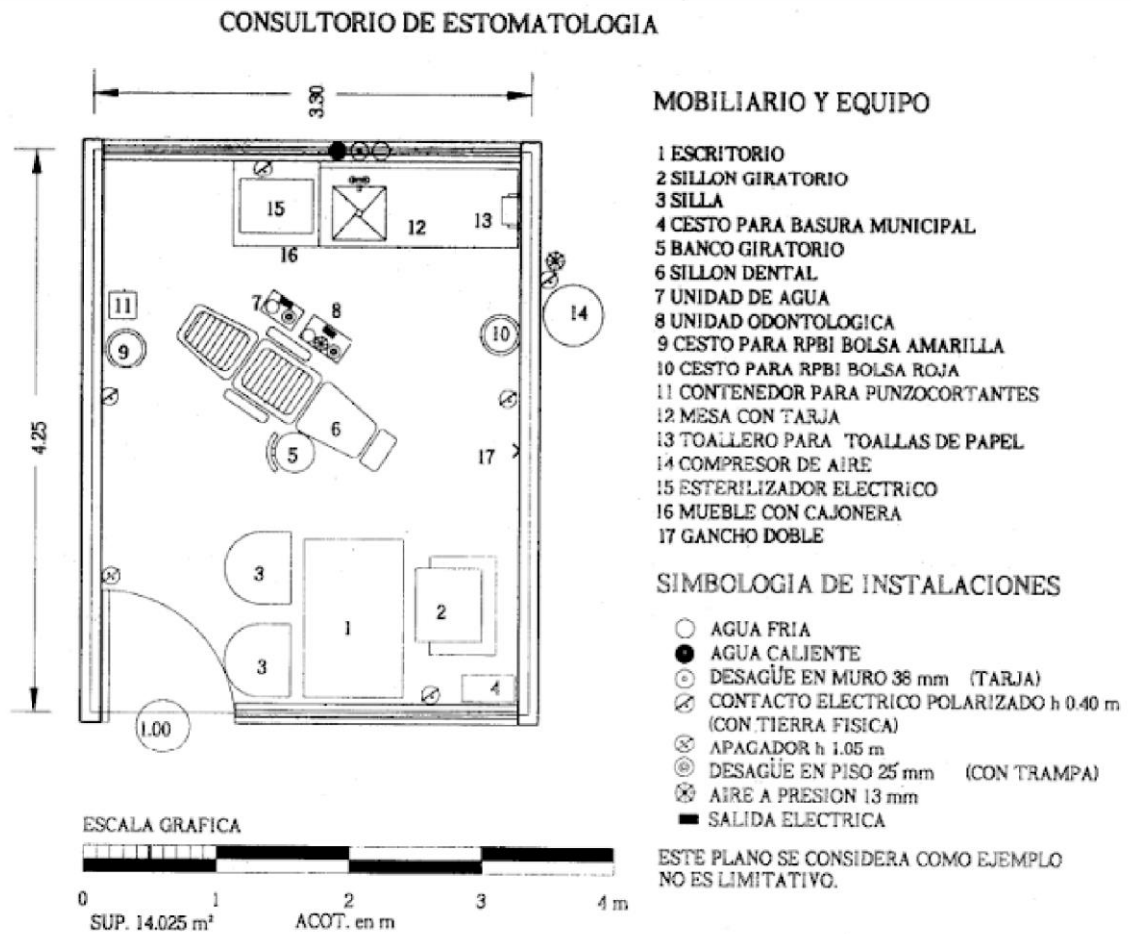 CONSULTORIO DE ESTOMATOLOGIA
3.30
4.25
15
12
13
16
11
7
8
14
9
10
6
5
17
3
1
2
3
4
1.00
ESCALA GRAFICA
0 1 2 3 4 m
SUP. 14.025 m² ACOT. en m
MOBILIARIO Y EQUIPO
1 ESCRITORIO
2 SILLON GIRATORIO
3 SILLA
4 CESTO PARA BASURA MUNICIPAL
5 BANCO GIRATORIO
6 SILLON DENTAL
7 UNIDAD DE AGUA
8 UNIDAD ODONTOLOGICA
9 CESTO PARA RPBI BOLSA AMARILLA
10 CESTO PARA RPBI BOLSA ROJA
11 CONTENEDOR PARA PUNZOCORTANTES
12 MESA CON TARJA
13 TOALLERO PARA TOALLAS DE PAPEL
14 COMPRESOR DE AIRE
15 ESTERILIZADOR ELECTRICO
16 MUEBLE CON CAJONERA
17 GANCHO DOBLE
SIMBOLOGIA DE INSTALACIONES
AGUA FRIA
AGUA CALIENTE
DESAGÜE EN MURO 38 mm (TARJA)
CONTACTO ELECTRICO POLARIZADO h 0.40 m
(CON TIERRA FISICA)
APAGADOR h 1.05 m
DESAGÜE EN PISO 25 mm (CON TRAMPA)
AIRE A PRESION 13 mm
SALIDA ELECTRICA
ESTE PLANO SE CONSIDERA COMO EJEMPLO
NO ES LIMITATIVO.